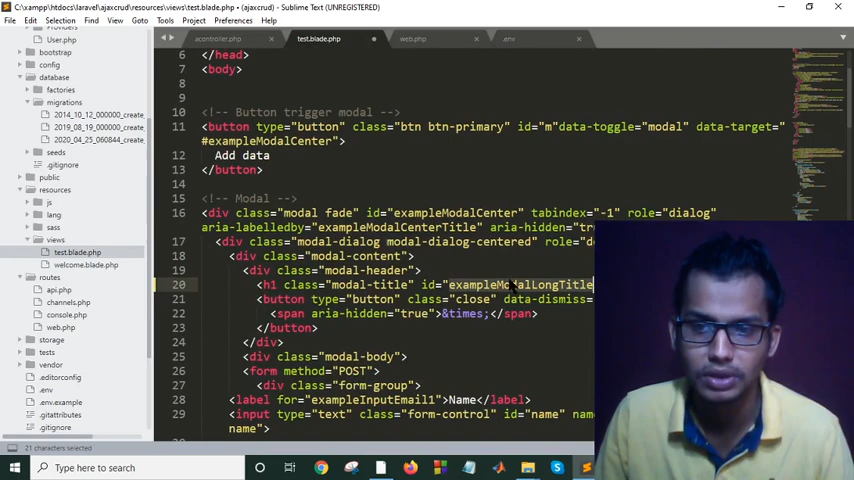 C:\xampp\htdocs\laravel\ajaxcrud\resources\views\test.blade.php • (ajaxcrud) - Sublime Text (UNREGISTERED)
File Edit Selection Find View Goto Tools Project Preferences Help
acontroller.php test.blade.php web.php .env
User.php
bootstrap
config
database
factories
migrations
2014_10_12_000000_create_
2019_08_19_000000_create_
2020_04_25_060844_create_
seeds
.gitignore
public
resources
js
lang
sass
views
test.blade.php
welcome.blade.php
routes
api.php
channels.php
console.php
web.php
storage
tests
vendor
.editorconfig
.env
.env.example
.gitattributes
.gitignore
6 </head>
7 <body>
8
9
10 <!-- Button trigger modal -->
11 <button type="button" class="btn btn-primary" id="m"data-toggle="modal" data-target="
#exampleModalCenter">
12 Add data
13 </button>
14
15 <!-- Modal -->
16 <div class="modal fade" id="exampleModalCenter" tabindex="-1" role="dialog"
aria-labelledby="exampleModalCenterTitle" aria-hidden="tr
17 <div class="modal-dialog modal-dialog-centered" role="do
18 <div class="modal-content">
19 <div class="modal-header">
20 <h1 class="modal-title" id="exampleModalLongTitle
21 <button type="button" class="close" data-dismiss=
22 <span aria-hidden="true">&times;</span>
23 </button>
24 </div>
25 <div class="modal-body">
26 <form method="POST">
27 <div class="form-group">
28 <label for="exampleInputEmail1">Name</label>
29 <input type="text" class="form-control" id="name" nam
name">
21 characters selected
Type here to search